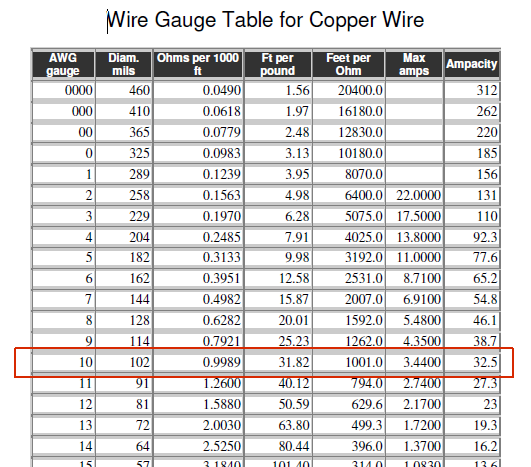 Wire Gauge Table for Copper Wire
AWG gauge Diam. mils Ohms per 1000 ft Ft per pound Feet per Ohm Max amps Ampacity
0000 460 0.0490 1.56 20400.0 312
000 410 0.0618 1.97 16180.0 262
00 365 0.0779 2.48 12830.0 220
0 325 0.0983 3.13 10180.0 185
1 289 0.1239 3.95 8070.0 156
2 258 0.1563 4.98 6400.0 22.0000 131
3 229 0.1970 6.28 5075.0 17.5000 110
4 204 0.2485 7.91 4025.0 13.8000 92.3
5 182 0.3133 9.98 3192.0 11.0000 77.6
6 162 0.3951 12.58 2531.0 8.7100 65.2
7 144 0.4982 15.87 2007.0 6.9100 54.8
8 128 0.6282 20.01 1592.0 5.4800 46.1
9 114 0.7921 25.23 1262.0 4.3500 38.7
10 102 0.9989 31.82 1001.0 3.4400 32.5
11 91 1.2600 40.12 794.0 2.7400 27.3
12 81 1.5880 50.59 629.6 2.1700 23
13 72 2.0030 63.80 499.3 1.7200 19.3
14 64 2.5250 80.44 396.0 1.3700 16.2
15 57 3.1840 101.40 314.0 1.0830 13.6